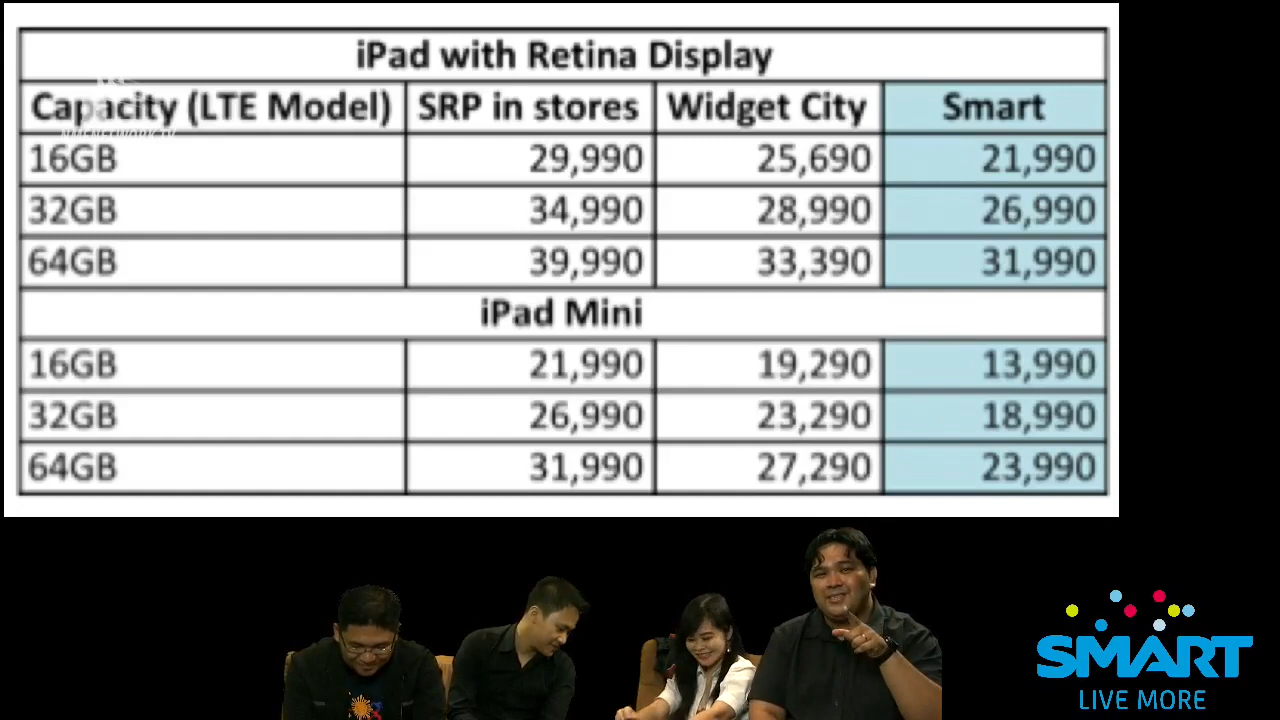 iPad with Retina Display
Capacity (LTE Model) SRP in stores Widget City Smart
NMENETWORK.TV
16GB 29,990 25,690 21,990
32GB 34,990 28,990 26,990
64GB 39,990 33,390 31,990
iPad Mini
16GB 21,990 19,290 13,990
32GB 26,990 23,290 18,990
64GB 31,990 27,290 23,990
SMART
LIVE MORE